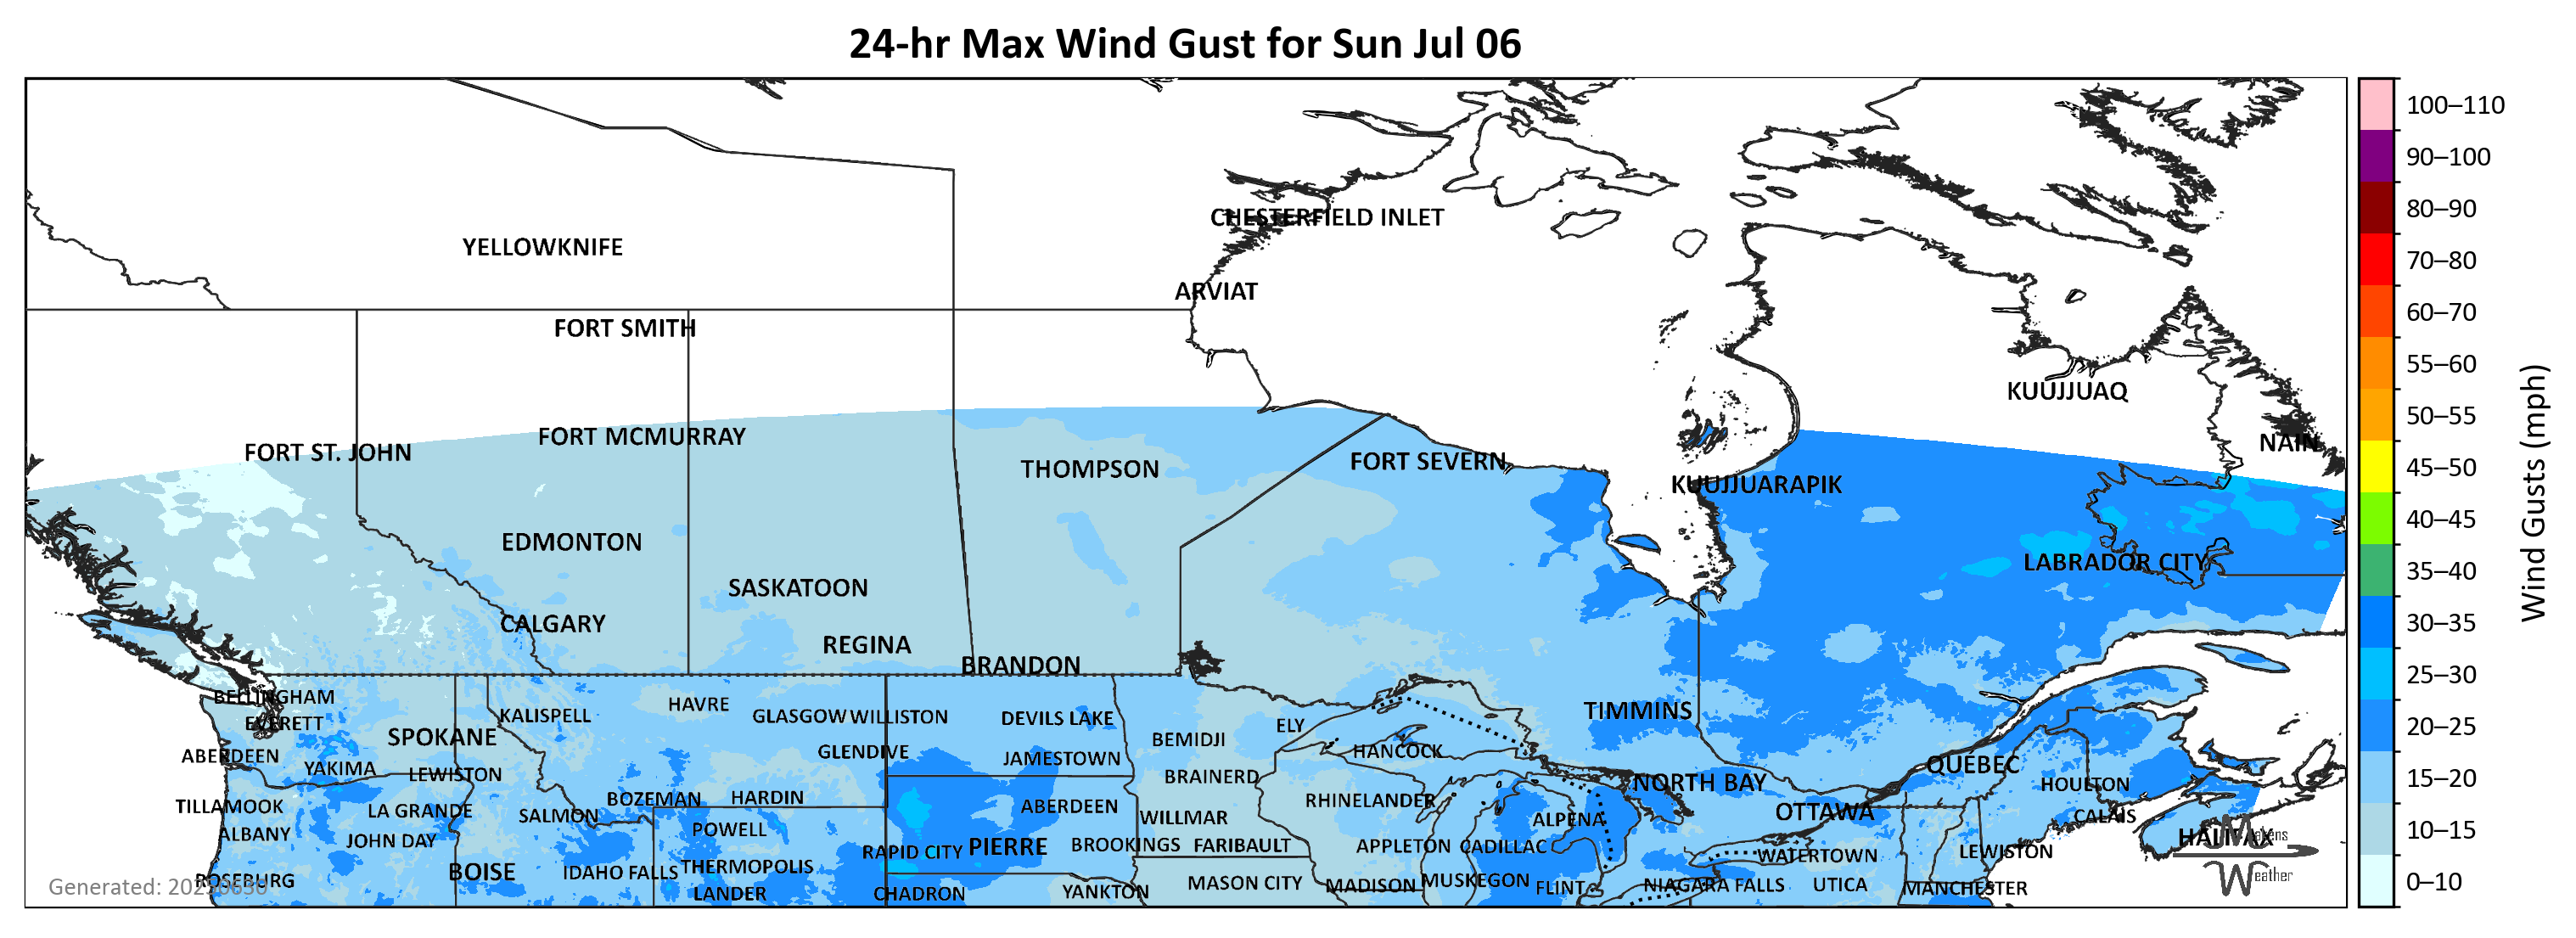 24-hr Max Wind Gust for Sun Jul 06
100–110
90–100
80–90
70–80
60–70
55–60
50–55
45–50
40–45
35–40
30–35
25–30
20–25
15–20
10–15
0–10
Wind Gusts (mph)
CHESTERFIELD INLET
YELLOWKNIFE
ARVIAT
FORT SMITH
KUUJJUAQ
FORT MCMURRAY
NAIN
FORT ST. JOHN
THOMPSON
FORT SEVERN
KUUJJUARAPIK
EDMONTON
LABRADOR CITY
SASKATOON
CALGARY
REGINA
BRANDON
BELLINGHAM
HAVRE
TIMMINS
KALISPELL
GLASGOW WILLISTON
DEVILS LAKE
EVERETT
ELY
SPOKANE
BEMIDJI
ABERDEEN
GLENDIVE
JAMESTOWN
HANCOCK
QUEBEC
YAKIMA
LEWISTON
BRAINERD
NORTH BAY
HOULTON
BOZEMAN
HARDIN
RHINELANDER
TILLAMOOK
LA GRANDE
SALMON
ABERDEEN
WILLMAR
ALPENA
OTTAWA
CALAIS
ALBANY
JOHN DAY
POWELL
HALIFAX
Makens
RAPID CITY
PIERRE
BROOKINGS
FARIBAULT
APPLETON
CADILLAC
WATERTOWN
LEWISTON
BOISE
IDAHO FALLS
THERMOPOLIS
Weather
ROSEBURG
LANDER
CHADRON
YANKTON
MASON CITY
MADISON
MUSKEGON
FLINT
NIAGARA FALLS
UTICA
MANCHESTER
Generated: